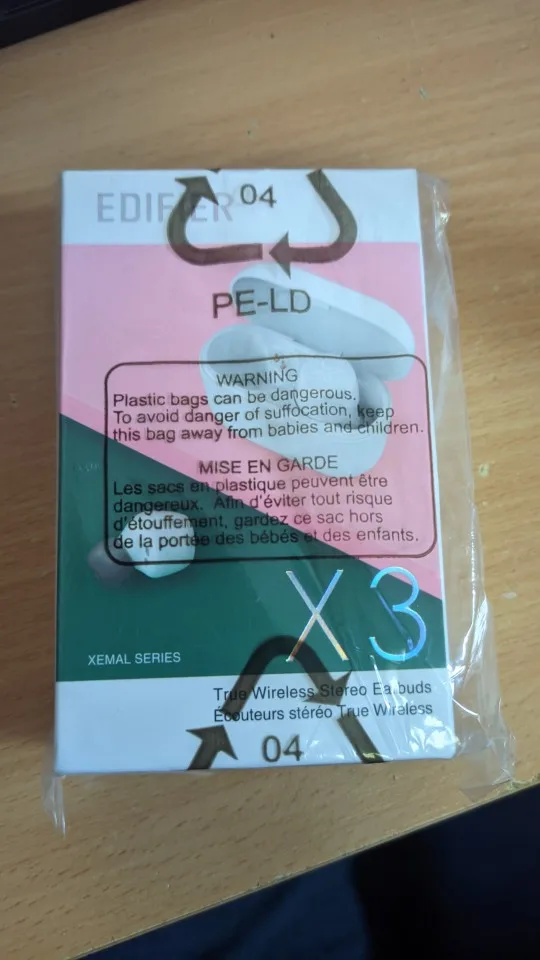 EDIFIER
04
PE-LD
WARNING
Plastic bags can be dangerous.
To avoid danger of suffocation, keep
this bag away from babies and children.
MISE EN GARDE
Les sacs en plastique peuvent être
dangereux. Afin d'éviter tout risque
d'étouffement, gardez ce sac hors
de la portée des bébés et des enfants.
X3
XEMAL SERIES
True Wireless Stereo Earbuds
Écouteurs stéréo True Wireless
04